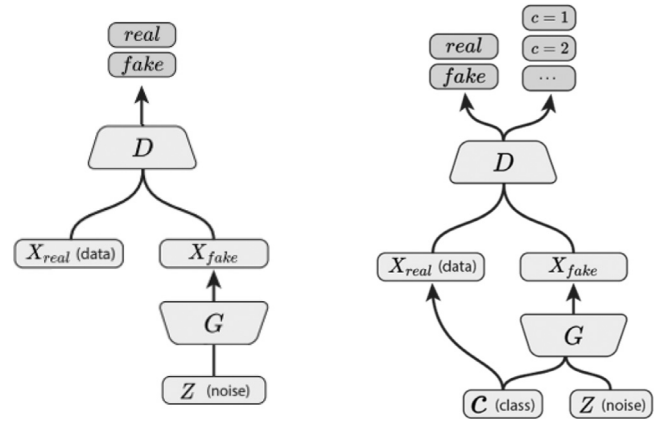 real
fake
D
X_real (data)
X_fake
G
Z (noise)
c = 1
real
c = 2
fake
...
D
X_real (data)
X_fake
G
C (class)
Z (noise)